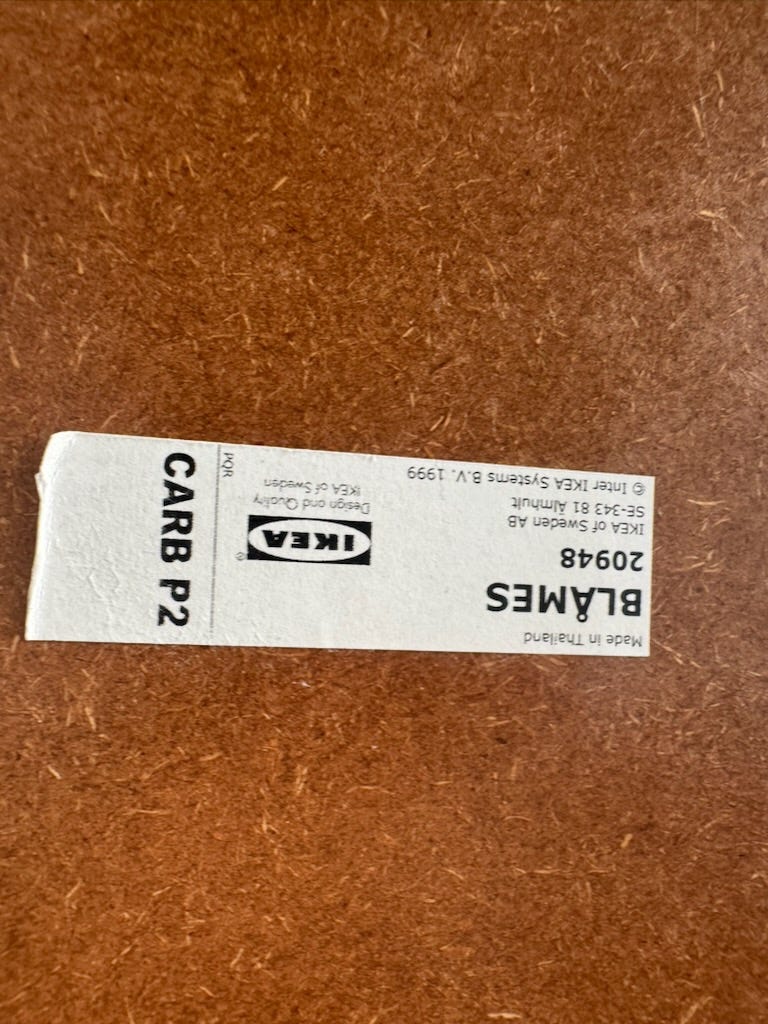 Made in Thailand
BLÅMES
20948
IKEA of Sweden AB
SE-343 81 Älmhult
© Inter IKEA Systems B.V. 1999
IKEA®
Design and Quality
IKEA of Sweden
PQR
CARB P2